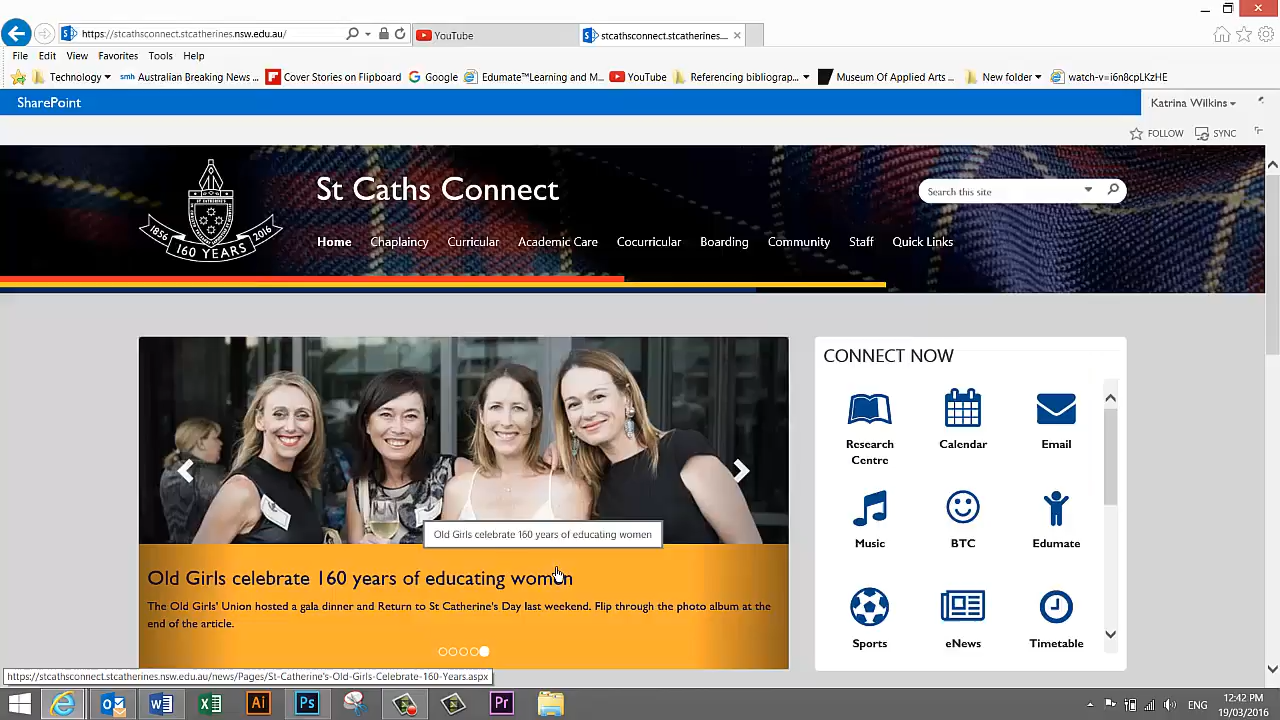 https://stcathsconnect.stcatherines.nsw.edu.au/
YouTube
stcathsconnect.stcatherines...
File Edit View Favorites Tools Help
Technology
smh Australian Breaking News ...
Cover Stories on Flipboard
Google
Edumate™Learning and M...
YouTube
Referencing bibliograp...
Museum Of Applied Arts ...
New folder
watch-v=i6n8cpLKzHE
SharePoint
Katrina Wilkins
FOLLOW
SYNC
St Caths Connect
Search this site
1856 160 YEARS 2016
Home Chaplaincy Curricular Academic Care Cocurricular Boarding Community Staff Quick Links
CONNECT NOW
Research
Centre
Calendar
Email
Music
BTC
Edumate
Sports
eNews
Timetable
Old Girls celebrate 160 years of educating women
Old Girls celebrate 160 years of educating women
The Old Girls' Union hosted a gala dinner and Return to St Catherine's Day last weekend. Flip through the photo album at the
end of the article.
https://stcathsconnect.stcatherines.nsw.edu.au/news/Pages/St-Catherine's-Old-Girls-Celebrate-160-Years.aspx
Ai
Ps
Pr
ENG
12:42 PM
19/03/2016